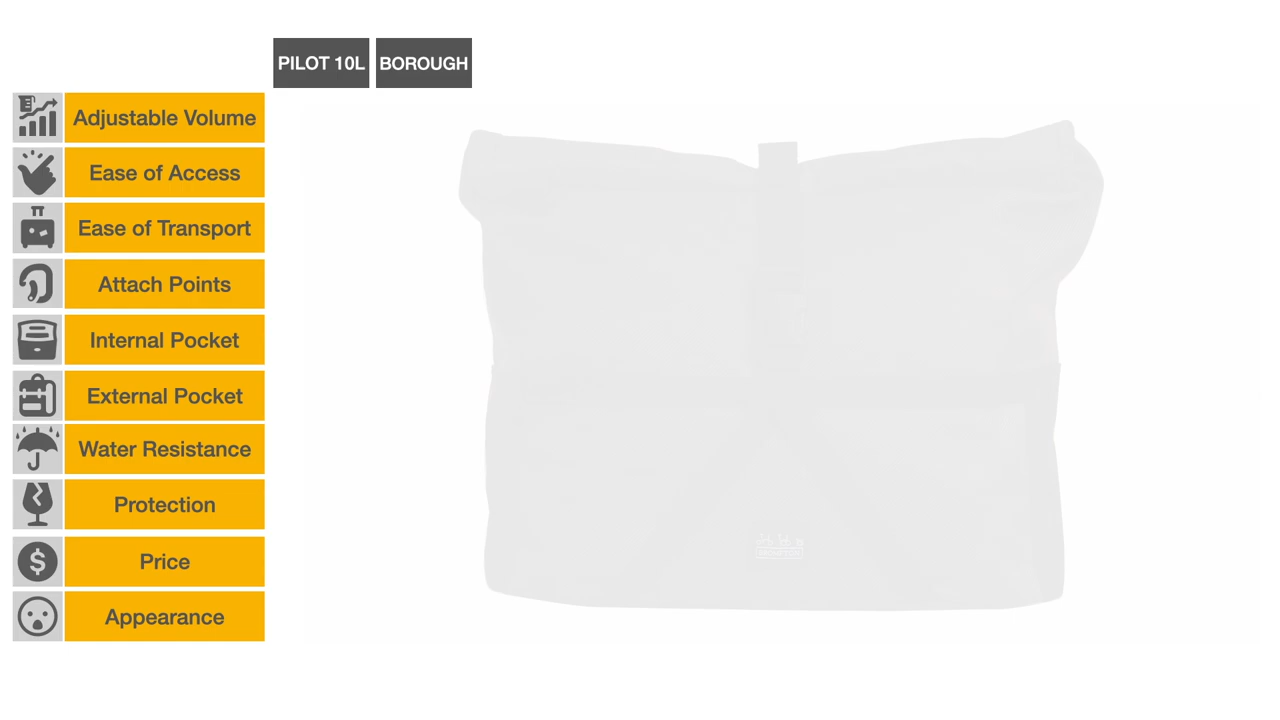 PILOT 10L
BOROUGH
Adjustable Volume
Ease of Access
Ease of Transport
Attach Points
Internal Pocket
External Pocket
Water Resistance
Protection
Price
Appearance